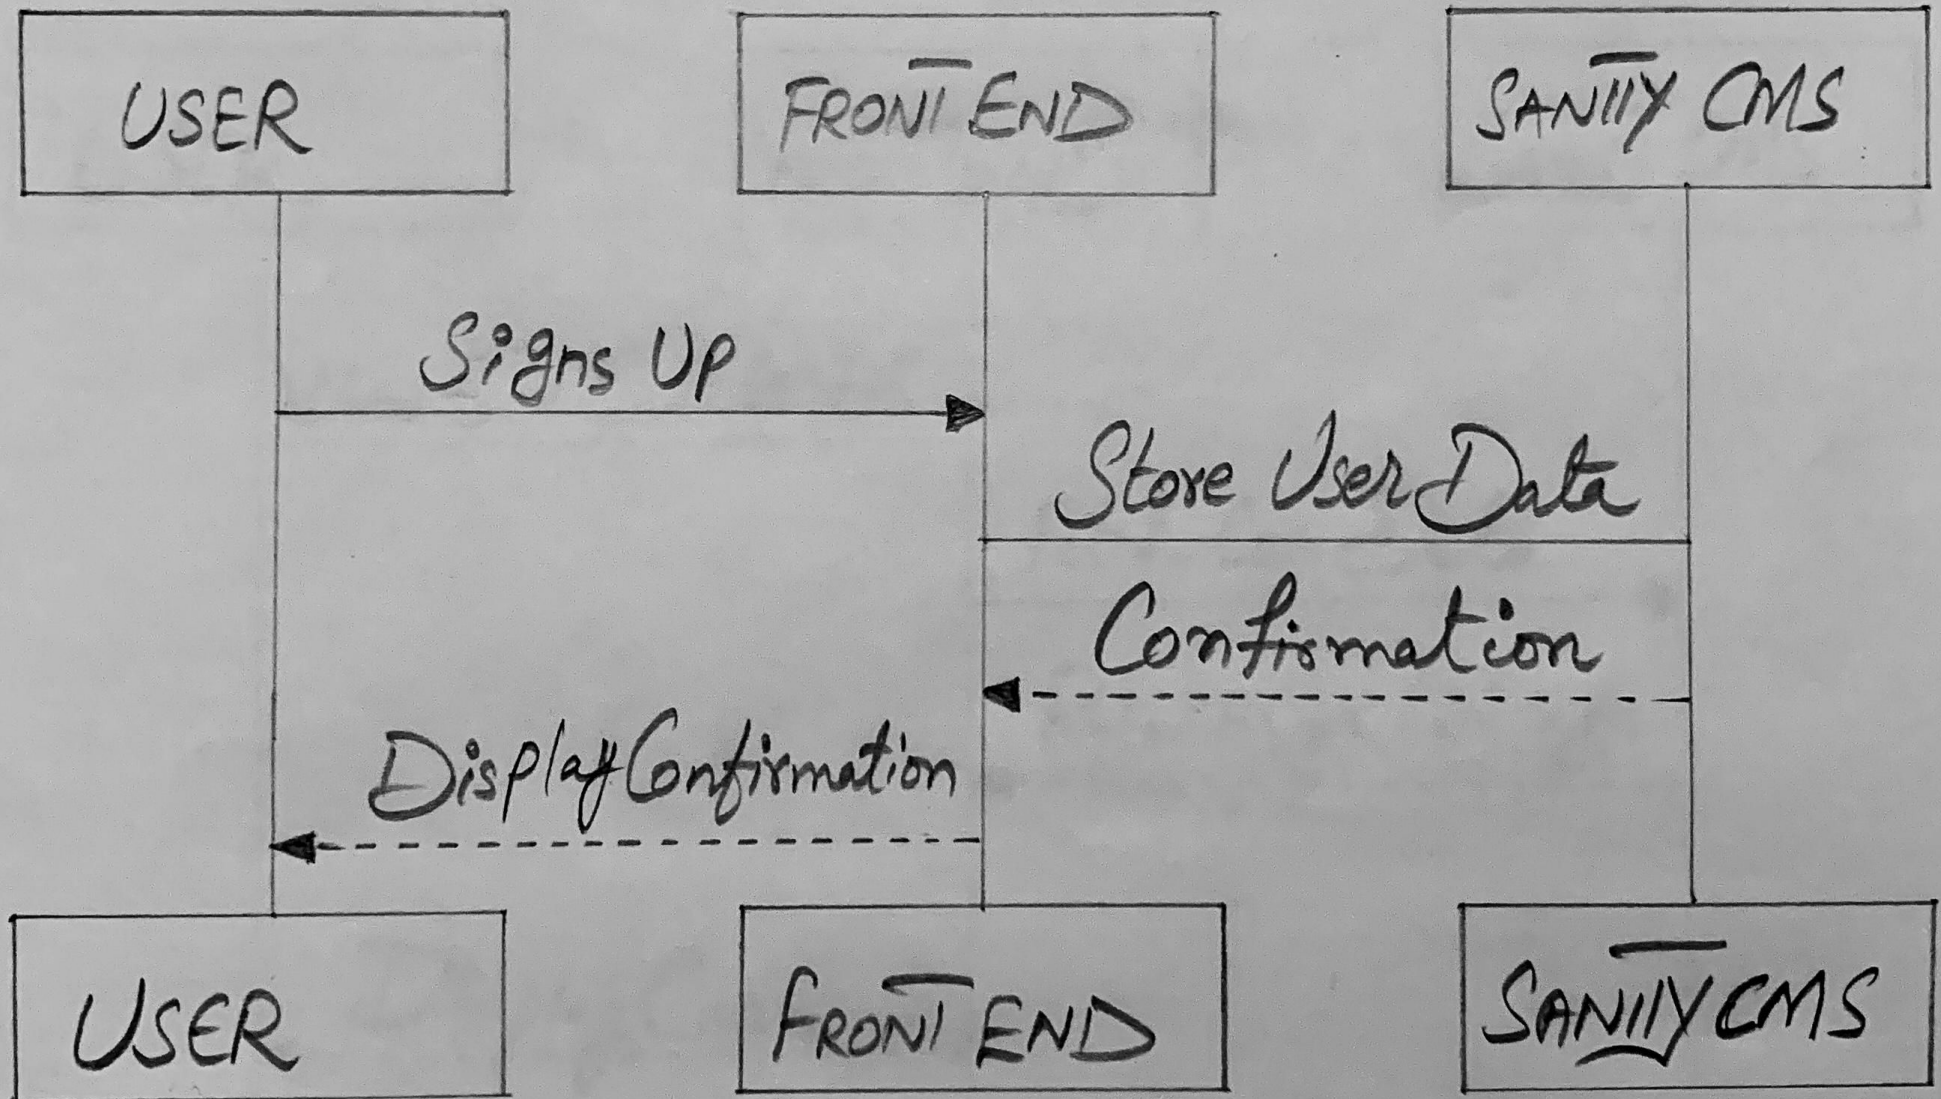 USER
FRONT END
SANITY CMS
Signs Up
Store User Data
Confirmation
Display Confirmation
USER
FRONT END
SANITY CMS